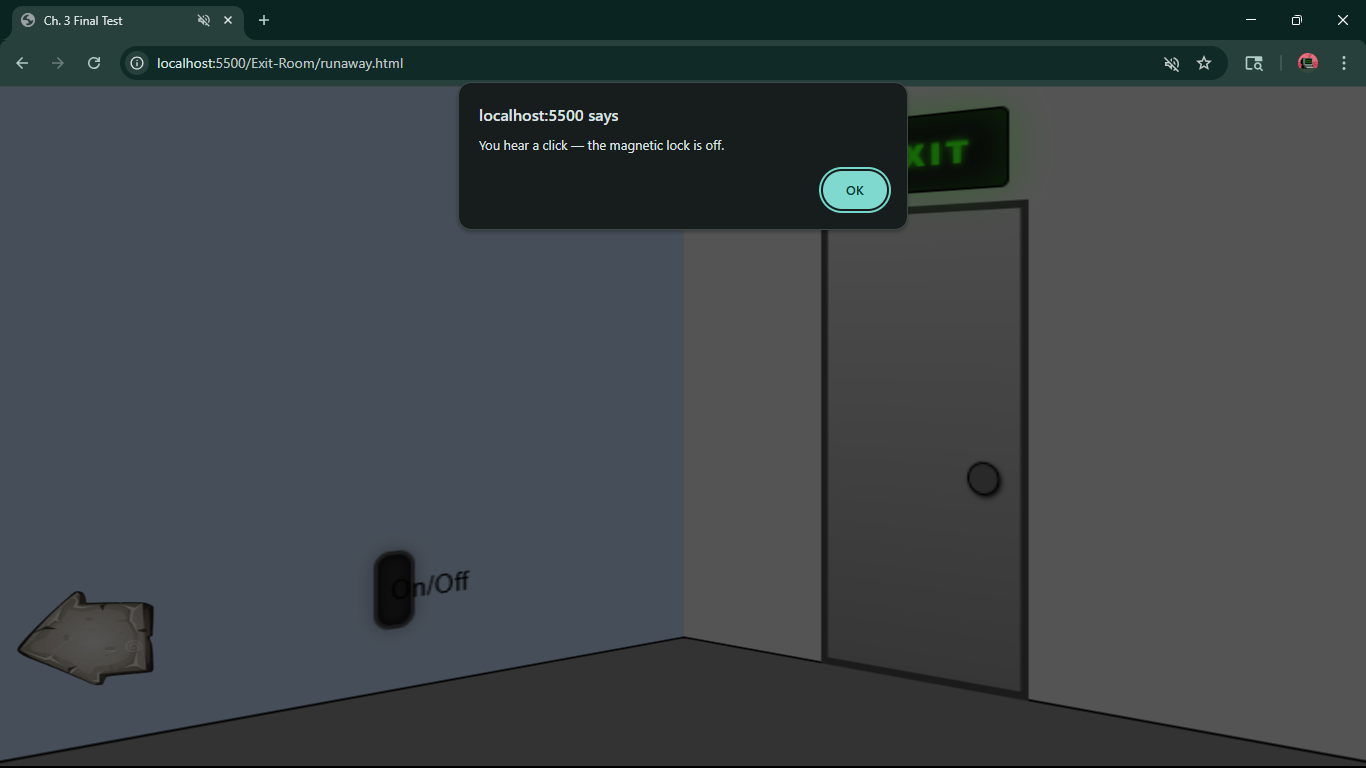 Ch. 3 Final Test
localhost:5500/Exit-Room/runaway.html
localhost:5500 says
You hear a click — the magnetic lock is off.
OK
XIT
On/Off